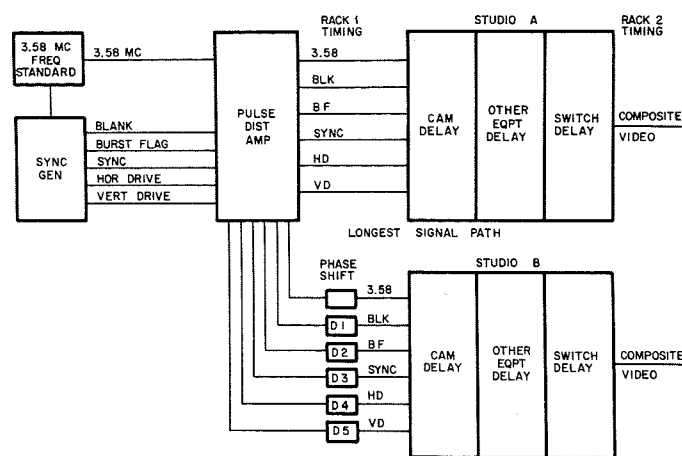 RACK 1
TIMING
STUDIO A
RACK 2
TIMING
3.58 MC
FREQ
STANDARD
3.58 MC
SYNC
GEN
BLANK
BURST FLAG
SYNC
HOR DRIVE
VERT DRIVE
PULSE
DIST
AMP
3.58
BLK
BF
SYNC
HD
VD
CAM
DELAY
OTHER
EQPT
DELAY
SWITCH
DELAY
COMPOSITE
VIDEO
LONGEST SIGNAL PATH
PHASE
SHIFT
STUDIO B
3.58
D1 BLK
D2 BF
D3 SYNC
D4 HD
D5 VD
CAM
DELAY
OTHER
EQPT
DELAY
SWITCH
DELAY
COMPOSITE
VIDEO